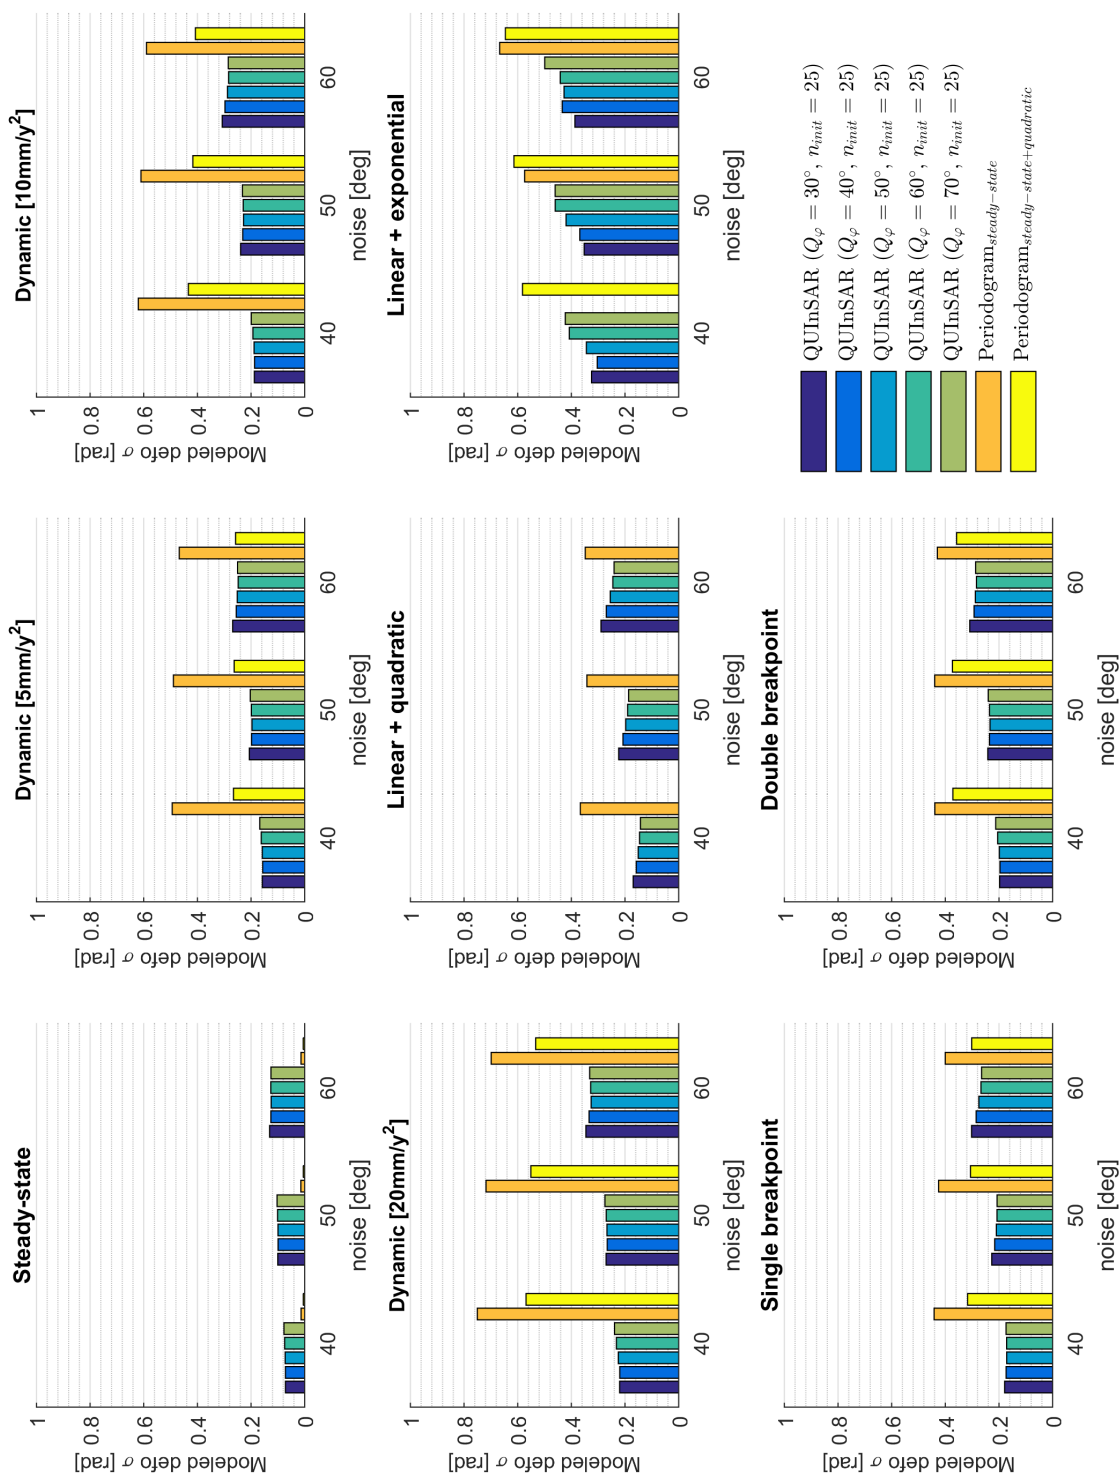 Steady-state
1
0.8
0.6
0.4
0.2
0
Modeled defo σ [rad]
40
50
60
noise [deg]
Dynamic [5mm/y²]
1
0.8
0.6
0.4
0.2
0
Modeled defo σ [rad]
40
50
60
noise [deg]
Dynamic [10mm/y²]
1
0.8
0.6
0.4
0.2
0
Modeled defo σ [rad]
40
50
60
noise [deg]
Dynamic [20mm/y²]
1
0.8
0.6
0.4
0.2
0
Modeled defo σ [rad]
40
50
60
noise [deg]
Linear + quadratic
1
0.8
0.6
0.4
0.2
0
Modeled defo σ [rad]
40
50
60
noise [deg]
Linear + exponential
1
0.8
0.6
0.4
0.2
0
Modeled defo σ [rad]
40
50
60
noise [deg]
Single breakpoint
1
0.8
0.6
0.4
0.2
0
Modeled defo σ [rad]
40
50
60
noise [deg]
Double breakpoint
1
0.8
0.6
0.4
0.2
0
Modeled defo σ [rad]
40
50
60
noise [deg]
QUInSAR (Q_φ = 30°, n_init = 25)
QUInSAR (Q_φ = 40°, n_init = 25)
QUInSAR (Q_φ = 50°, n_init = 25)
QUInSAR (Q_φ = 60°, n_init = 25)
QUInSAR (Q_φ = 70°, n_init = 25)
Periodogram_steady−state
Periodogram_steady−state+quadratic